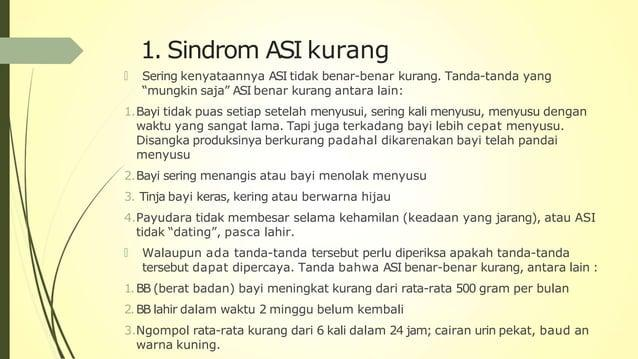 1. Sindrom ASI kurang
Sering kenyataannya ASI tidak benar-benar kurang. Tanda-tanda yang
“mungkin saja” ASI benar kurang antara lain:
1. Bayi tidak puas setiap setelah menyusui, sering kali menyusu, menyusu dengan
waktu yang sangat lama. Tapi juga terkadang bayi lebih cepat menyusu.
Disangka produksinya berkurang padahal dikarenakan bayi telah pandai
menyusu
2. Bayi sering menangis atau bayi menolak menyusu
3. Tinja bayi keras, kering atau berwarna hijau
4. Payudara tidak membesar selama kehamilan (keadaan yang jarang), atau ASI
tidak “dating”, pasca lahir.
Walaupun ada tanda-tanda tersebut perlu diperiksa apakah tanda-tanda
tersebut dapat dipercaya. Tanda bahwa ASI benar-benar kurang, antara lain :
1. BB (berat badan) bayi meningkat kurang dari rata-rata 500 gram per bulan
2. BB lahir dalam waktu 2 minggu belum kembali
3. Ngompol rata-rata kurang dari 6 kali dalam 24 jam; cairan urin pekat, baud an
warna kuning.